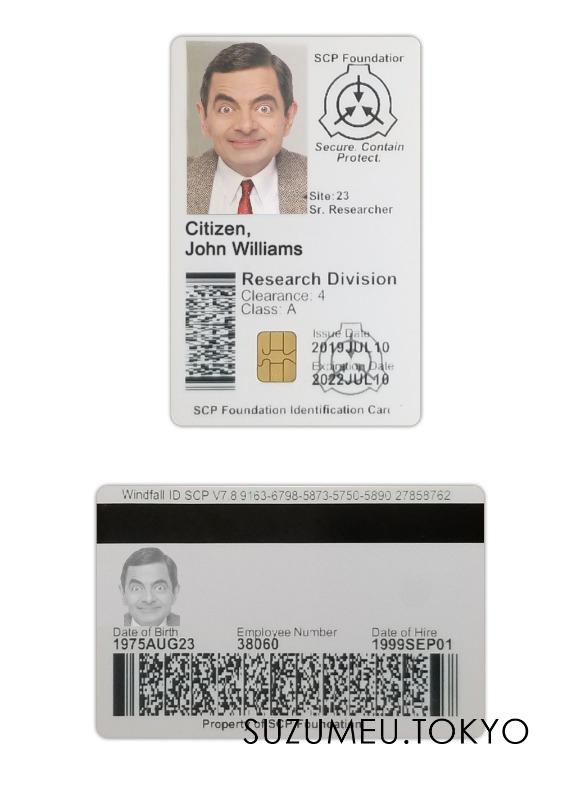 SCP Foundation
Secure. Contain
Protect.
Site: 23
Sr. Researcher
Citizen,
John Williams
Research Division
Clearance: 4
Class: A
Issue Date
2019JUL10
Expiration Date
2022JUL10
SCP Foundation Identification Card
Windfall ID SCP V7.8 9163-6798-5873-5750-5890 27858762
Date of Birth
1975AUG23
Employee Number
38060
Date of Hire
1999SEP01
Property of SCP Foundation
SUZUMEU.TOKYO